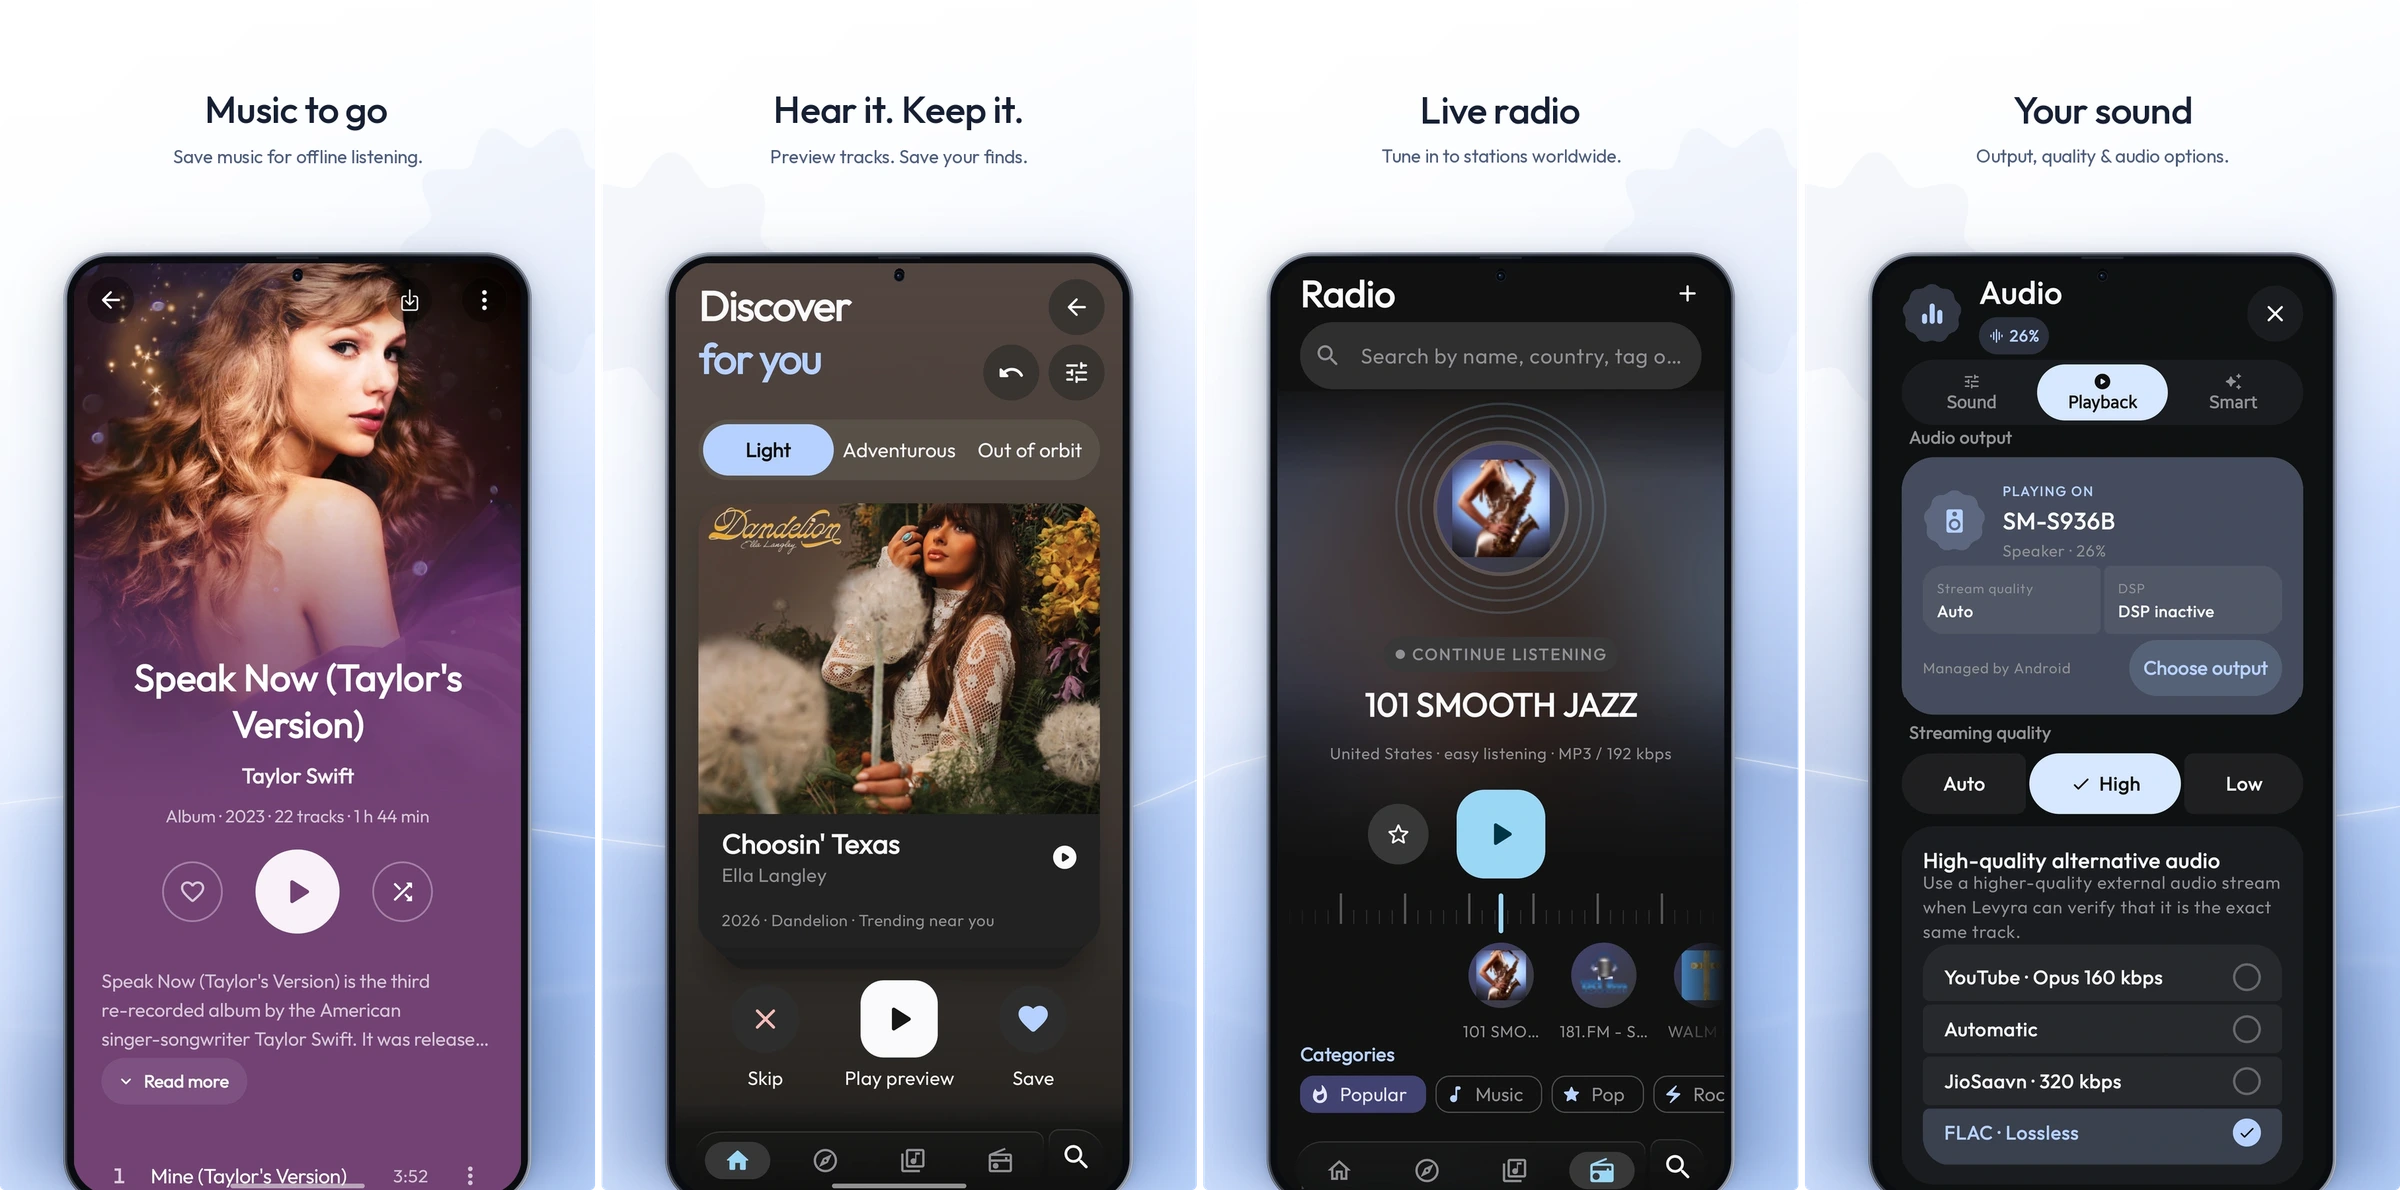 Music to go
Save music for offline listening.
Speak Now (Taylor's
Version)
Taylor Swift
Album · 2023 · 22 tracks · 1 h 44 min
Speak Now (Taylor's Version) is the third
re-recorded album by the American
singer-songwriter Taylor Swift. It was release...
Read more
1 Mine (Taylor's Version) 3:52
Hear it. Keep it.
Preview tracks. Save your finds.
Discover
for you
Light Adventurous Out of orbit
Dandelion
Ella Langley
Choosin' Texas
Ella Langley
2026 · Dandelion · Trending near you
Skip Play preview Save
Live radio
Tune in to stations worldwide.
Radio
Search by name, country, tag o...
CONTINUE LISTENING
101 SMOOTH JAZZ
United States · easy listening · MP3 / 192 kbps
101 SMO... 181.FM - S... WALM
Categories
Popular Music Pop Roc
Your sound
Output, quality & audio options.
Audio
26%
Sound Playback Smart
Audio output
PLAYING ON
SM-S936B
Speaker · 26%
Stream quality DSP
Auto DSP inactive
Managed by Android Choose output
Streaming quality
Auto High Low
High-quality alternative audio
Use a higher-quality external audio stream
when Levyra can verify that it is the exact
same track.
YouTube · Opus 160 kbps
Automatic
JioSaavn · 320 kbps
FLAC · Lossless